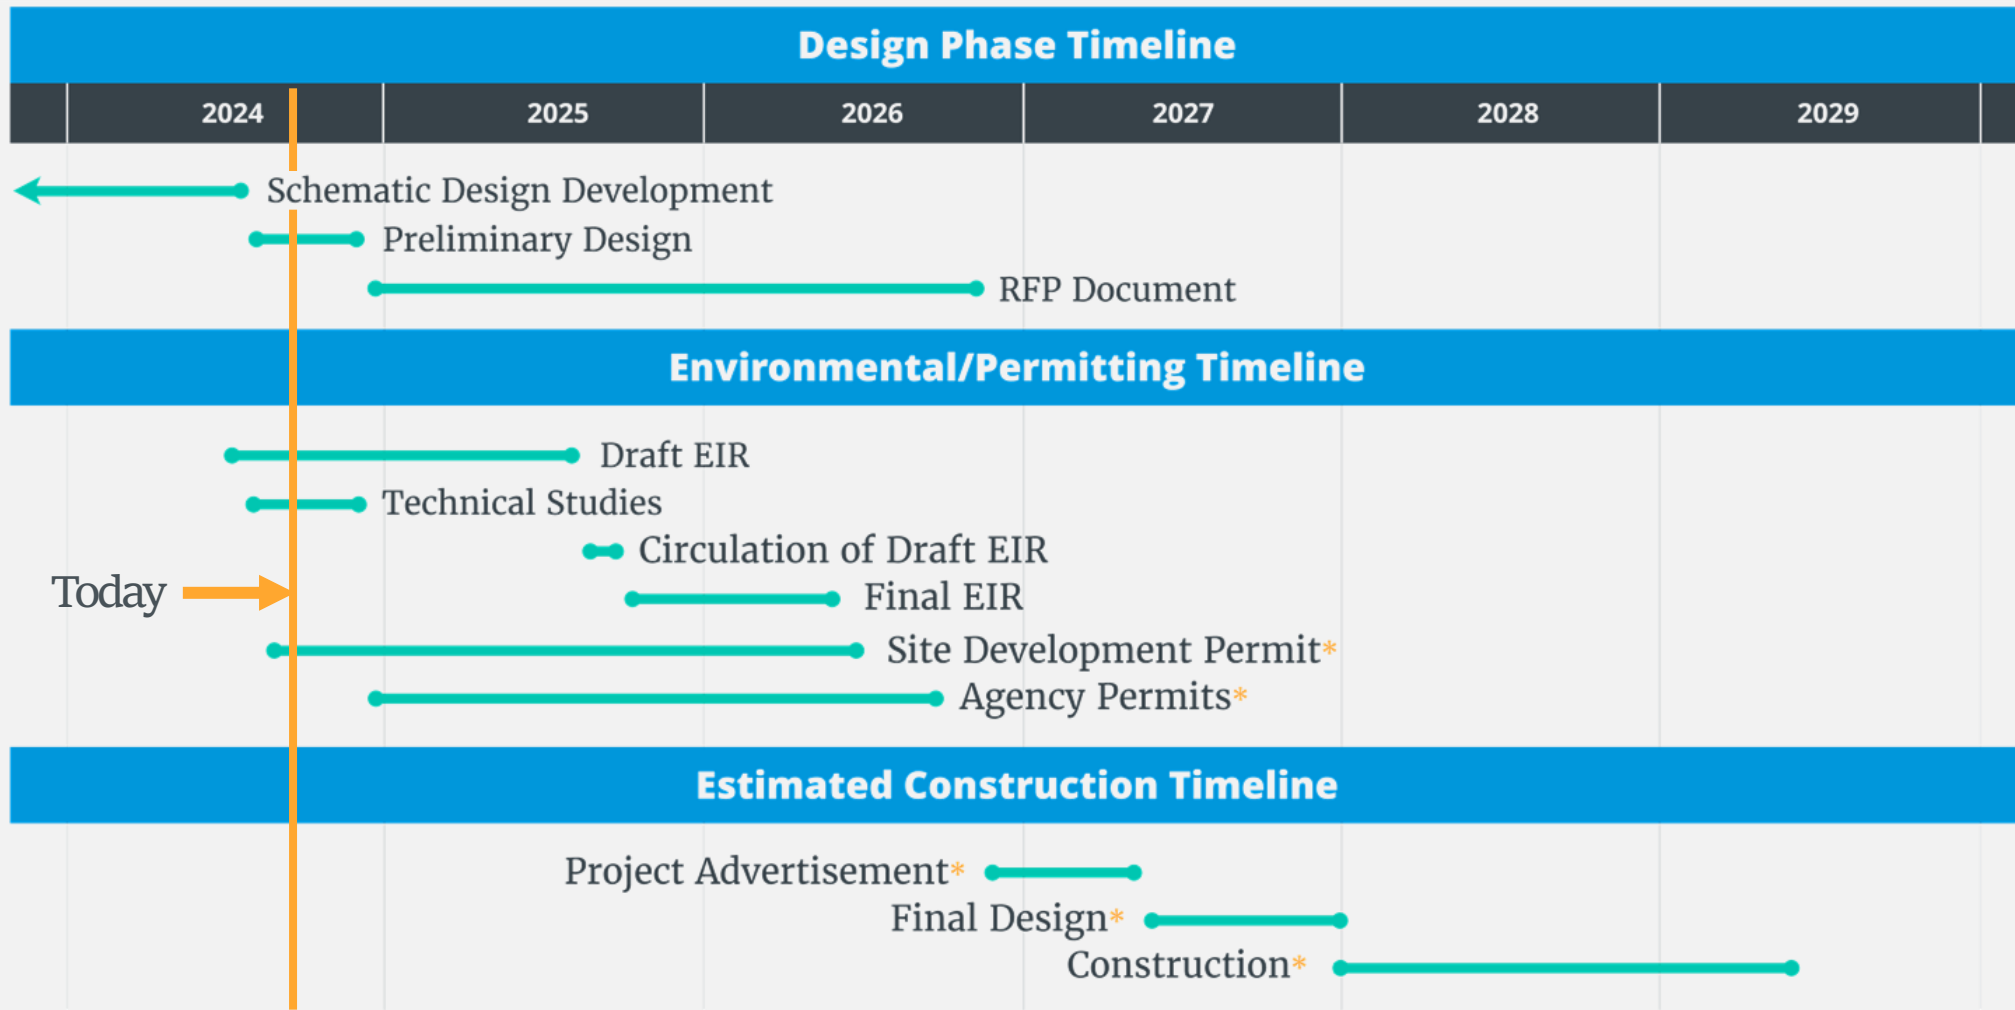 Design Phase Timeline
2024 2025 2026 2027 2028 2029
Schematic Design Development
Preliminary Design
RFP Document
Environmental/Permitting Timeline
Draft EIR
Technical Studies
Circulation of Draft EIR
Today
Final EIR
Site Development Permit*
Agency Permits*
Estimated Construction Timeline
Project Advertisement*
Final Design*
Construction*